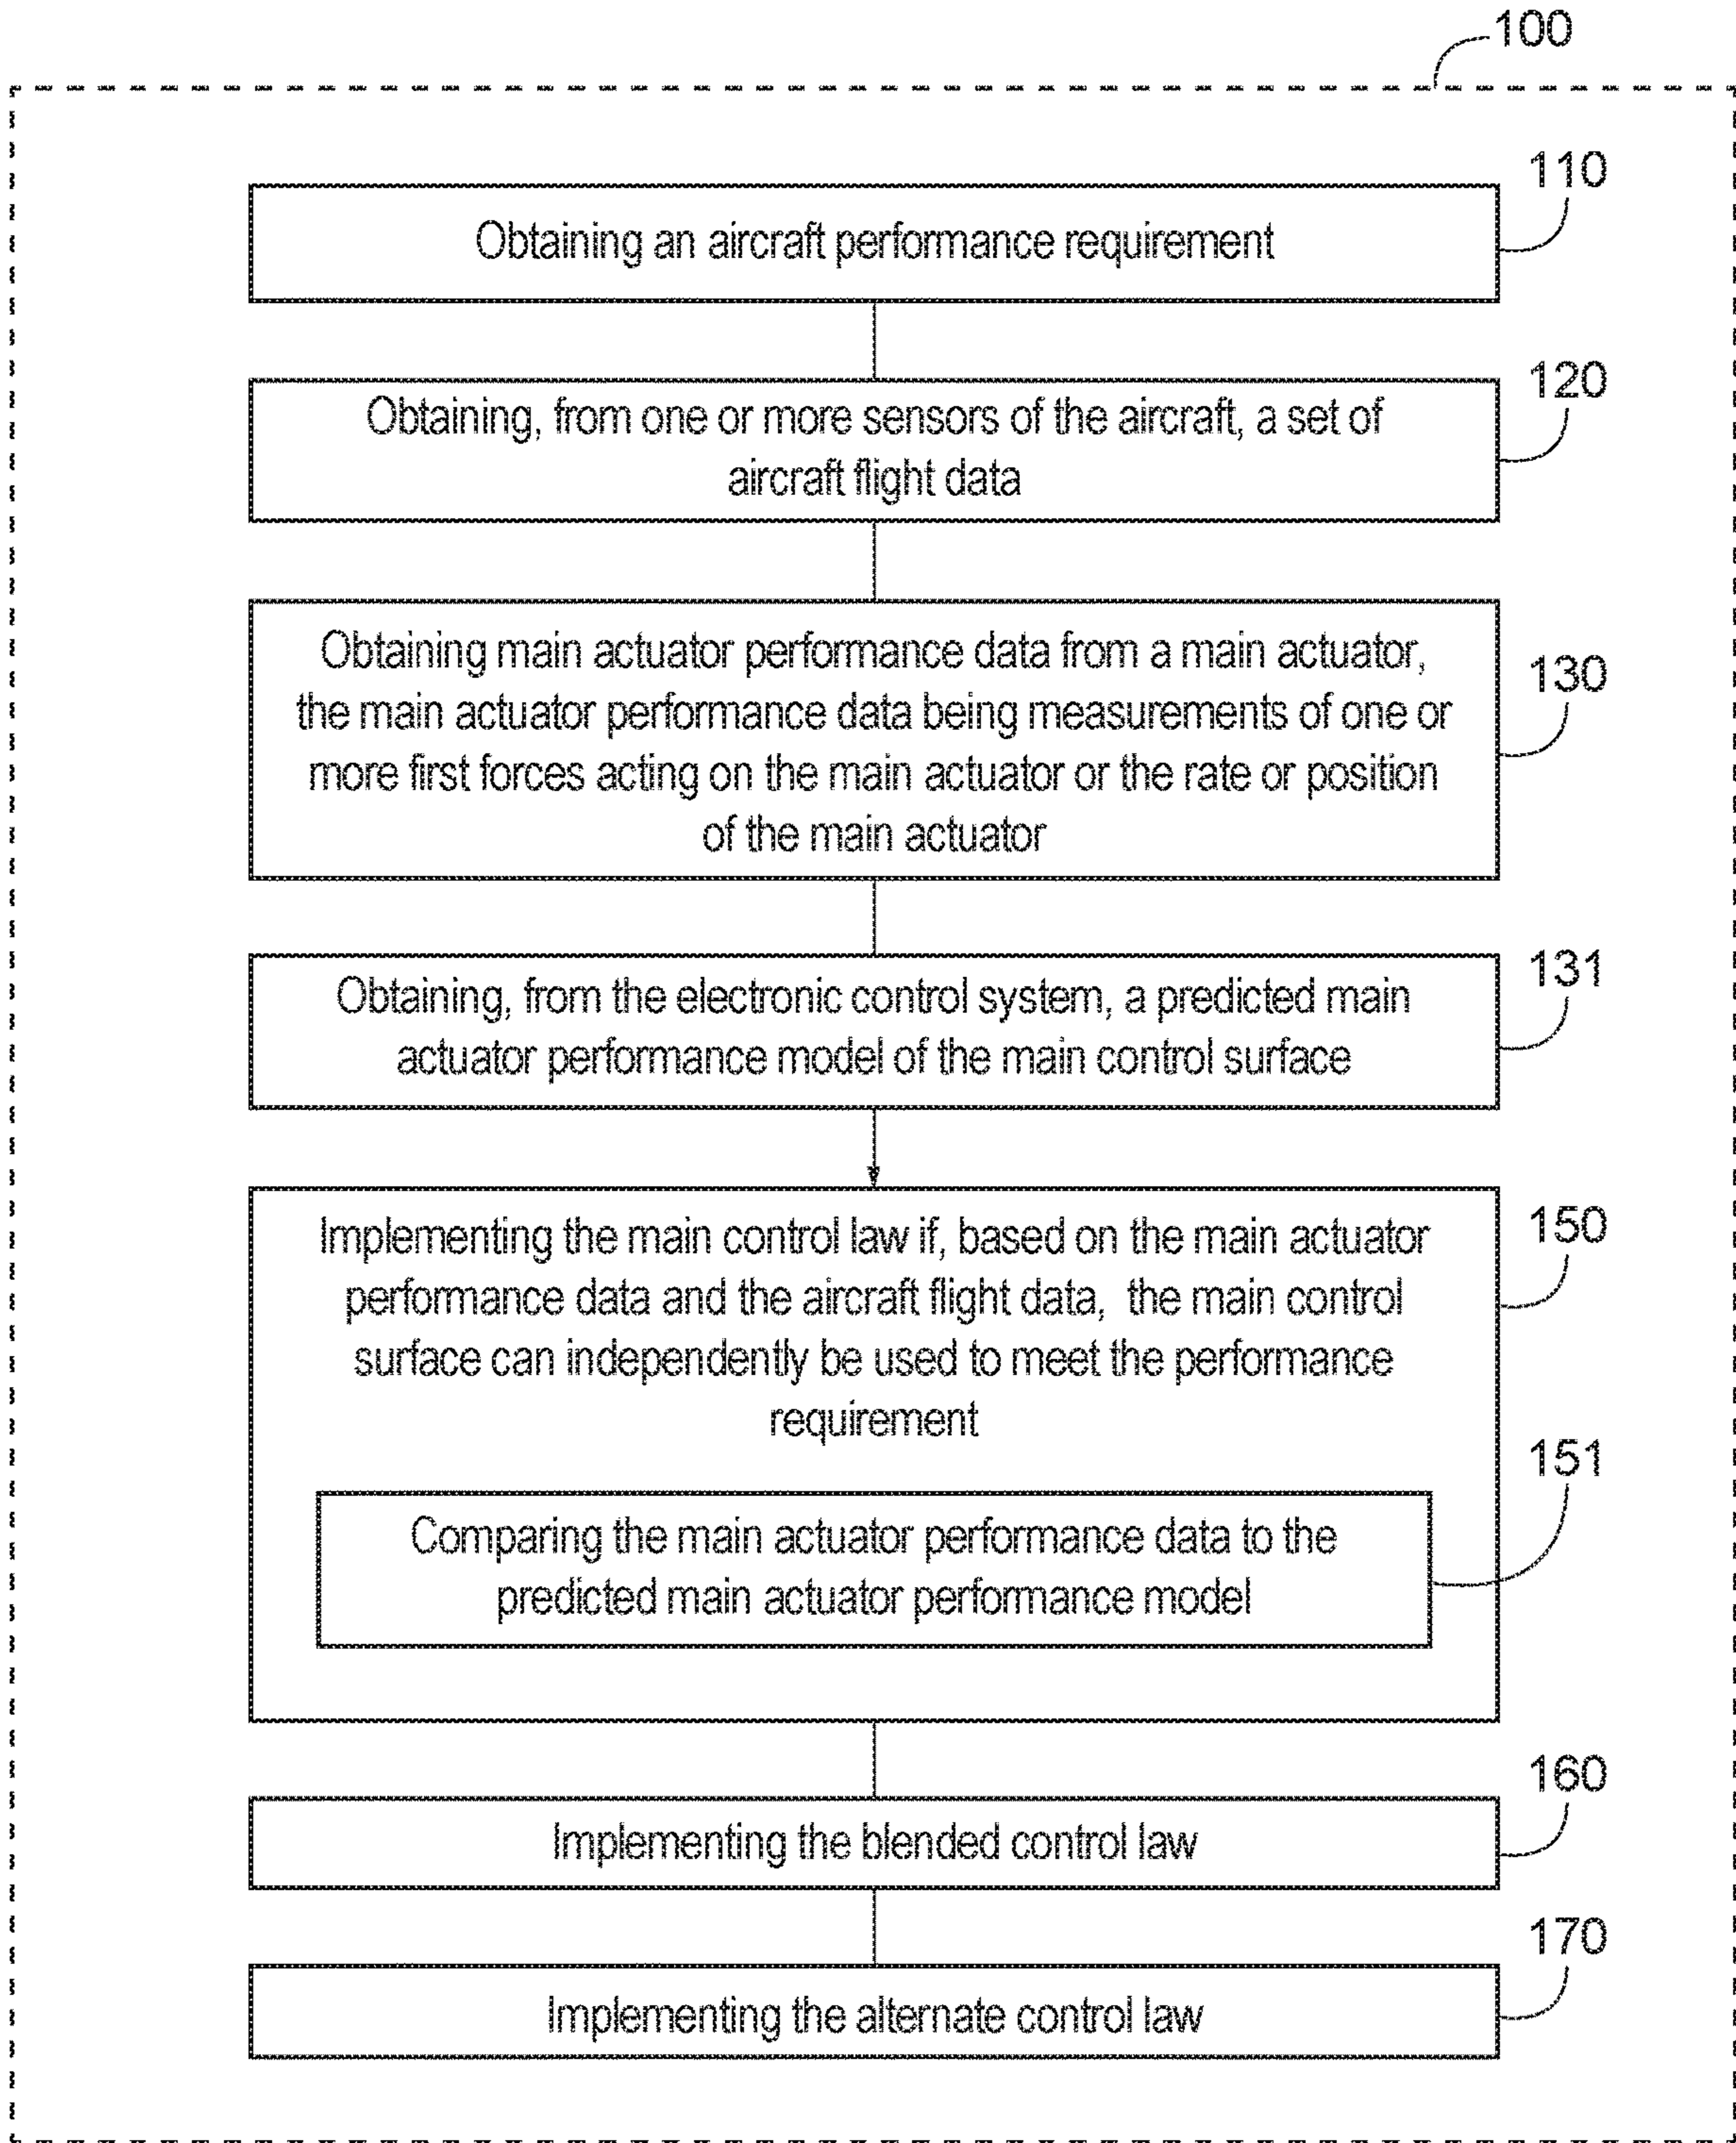 100
110
Obtaining an aircraft performance requirement
120
Obtaining, from one or more sensors of the aircraft, a set of
aircraft flight data
Obtaining main actuator performance data from a main actuator,
130
the main actuator performance data being measurements of one or
more first forces acting on the main actuator or the rate or position
of the main actuator
131
Obtaining, from the electronic control system, a predicted main
actuator performance model of the main control surface
150
Implementing the main control law if, based on the main actuator
performance data and the aircraft flight data, the main control
surface can independently be used to meet the performance
requirement
151
Comparing the main actuator performance data to the
predicted main actuator performance model
160
Implementing the blended control law
170
Implementing the alternate control law